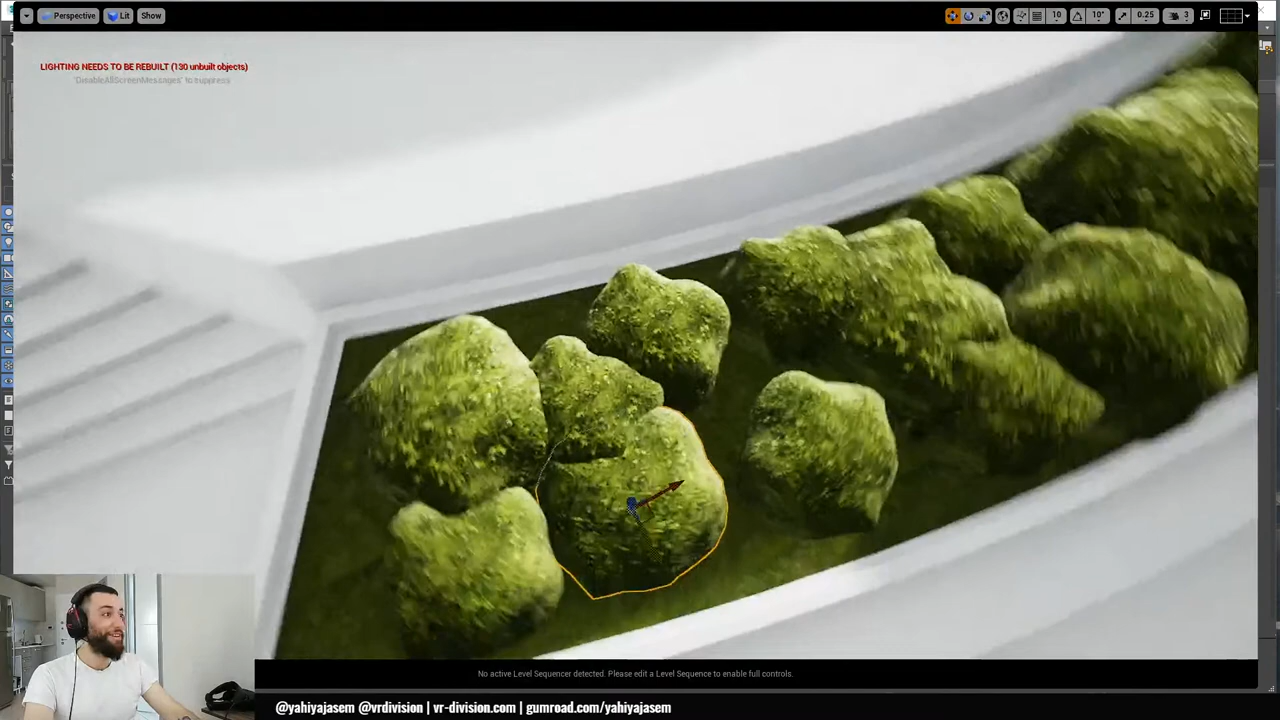 Perspective Lit Show 10 10° 0.25 3
LIGHTING NEEDS TO BE REBUILT (130 unbuilt objects)
'DisableAllScreenMessages' to suppress
No active Level Sequencer detected. Please edit a Level Sequence to enable full controls.
@yahiyajasem @vrdivision | vr-division.com | gumroad.com/yahiyajasem